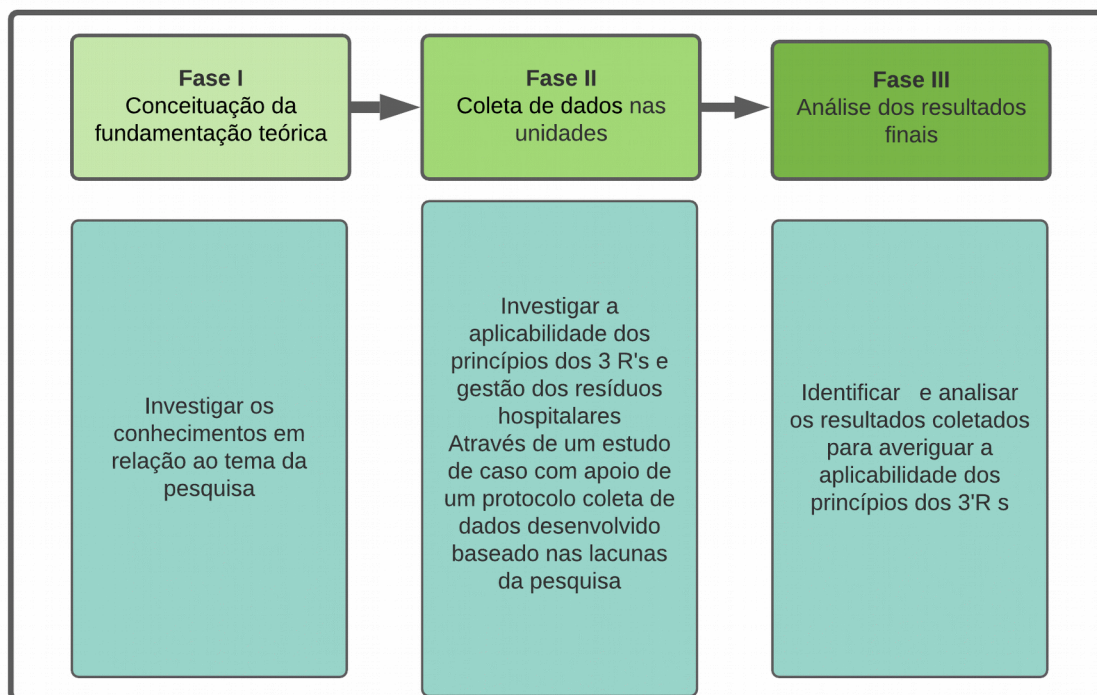 Fase I
Conceituação da
fundamentação teórica
Fase II
Coleta de dados nas
unidades
Fase III
Análise dos resultados
finais
Investigar os
conhecimentos em
relação ao tema da
pesquisa
Investigar a
aplicabilidade dos
princípios dos 3 R's e
gestão dos resíduos
hospitalares
Através de um estudo
de caso com apoio de
um protocolo coleta de
dados desenvolvido
baseado nas lacunas
da pesquisa
Identificar   e analisar
os resultados coletados
para averiguar a
aplicabilidade dos
princípios dos 3'R s